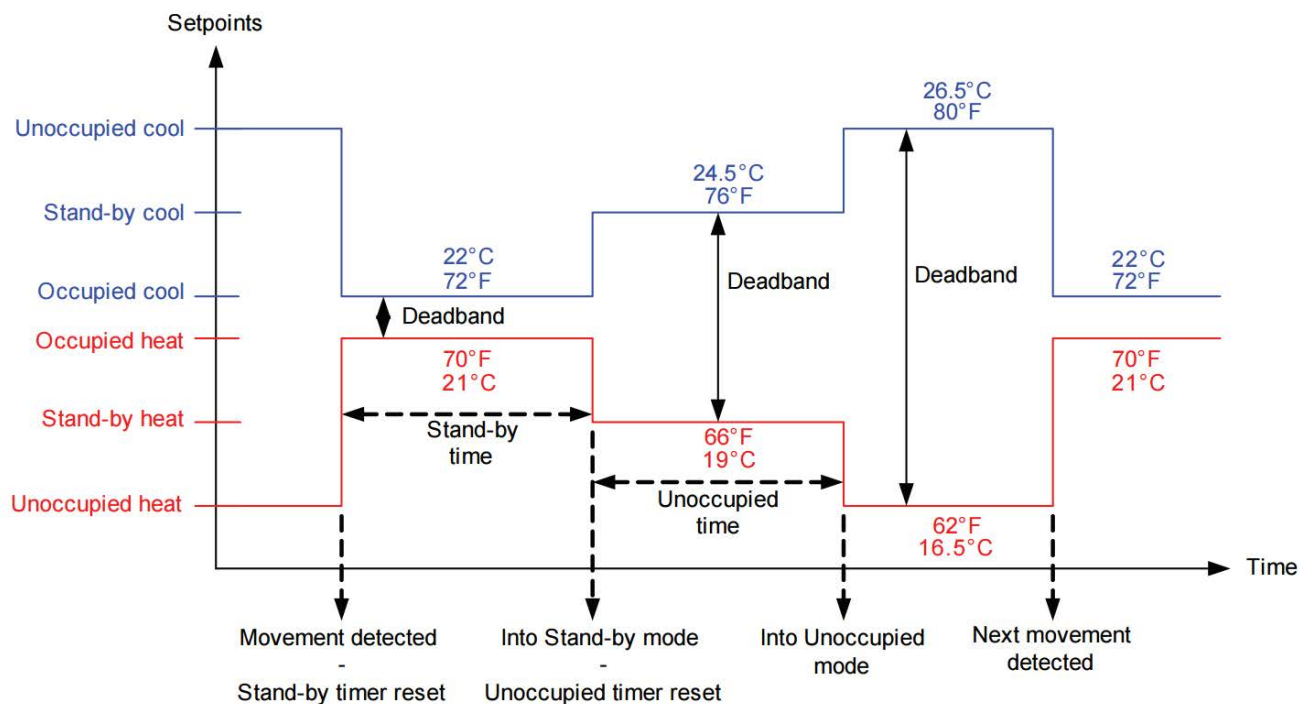 Setpoints
Unoccupied cool
26.5°C
80°F
24.5°C
76°F
Stand-by cool
22°C
72°F
Deadband
Deadband
22°C
72°F
Occupied cool
Deadband
Occupied heat
70°F
21°C
70°F
21°C
Stand-by heat
Stand-by
time
66°F
19°C
Unoccupied heat
Unoccupied
time
62°F
16.5°C
Time
Movement detected
-
Stand-by timer reset
Into Stand-by mode
-
Unoccupied timer reset
Into Unoccupied
mode
Next movement
detected